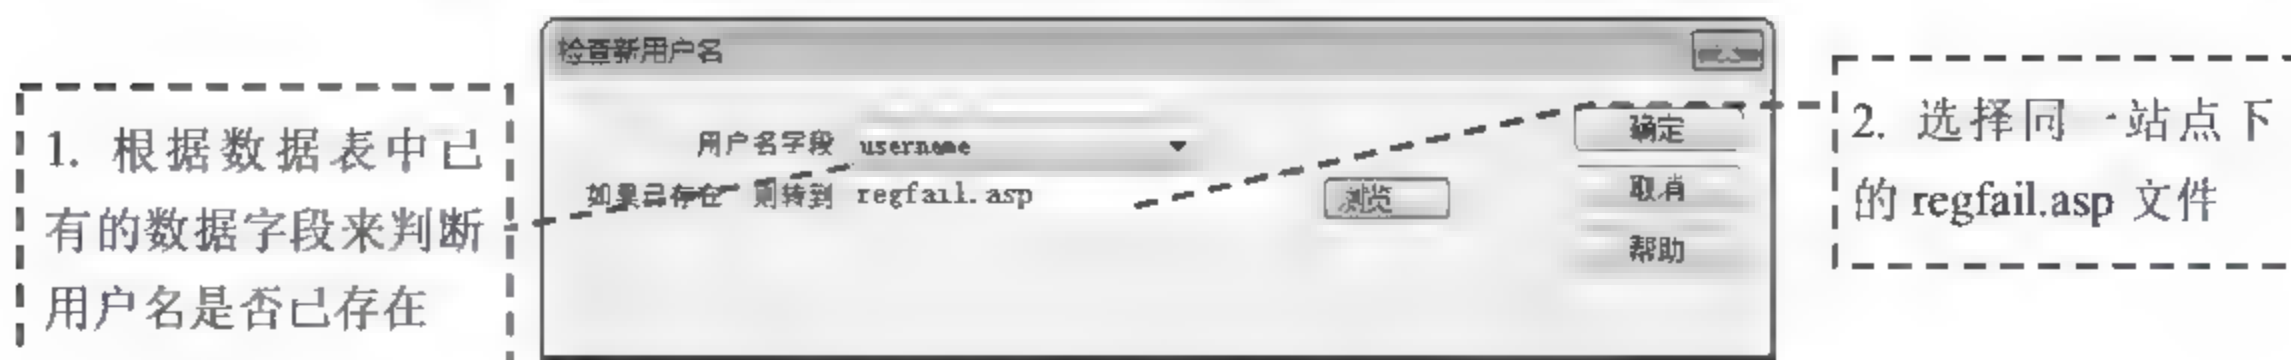 检查新用户名
1. 根据数据表中已
有的数据字段来判断
用户名是否已存在
用户名字段 username
如果已存在 则转到 regfail.asp
浏览
确定
取消
帮助
2. 选择同一站点下
的 regfail.asp 文件